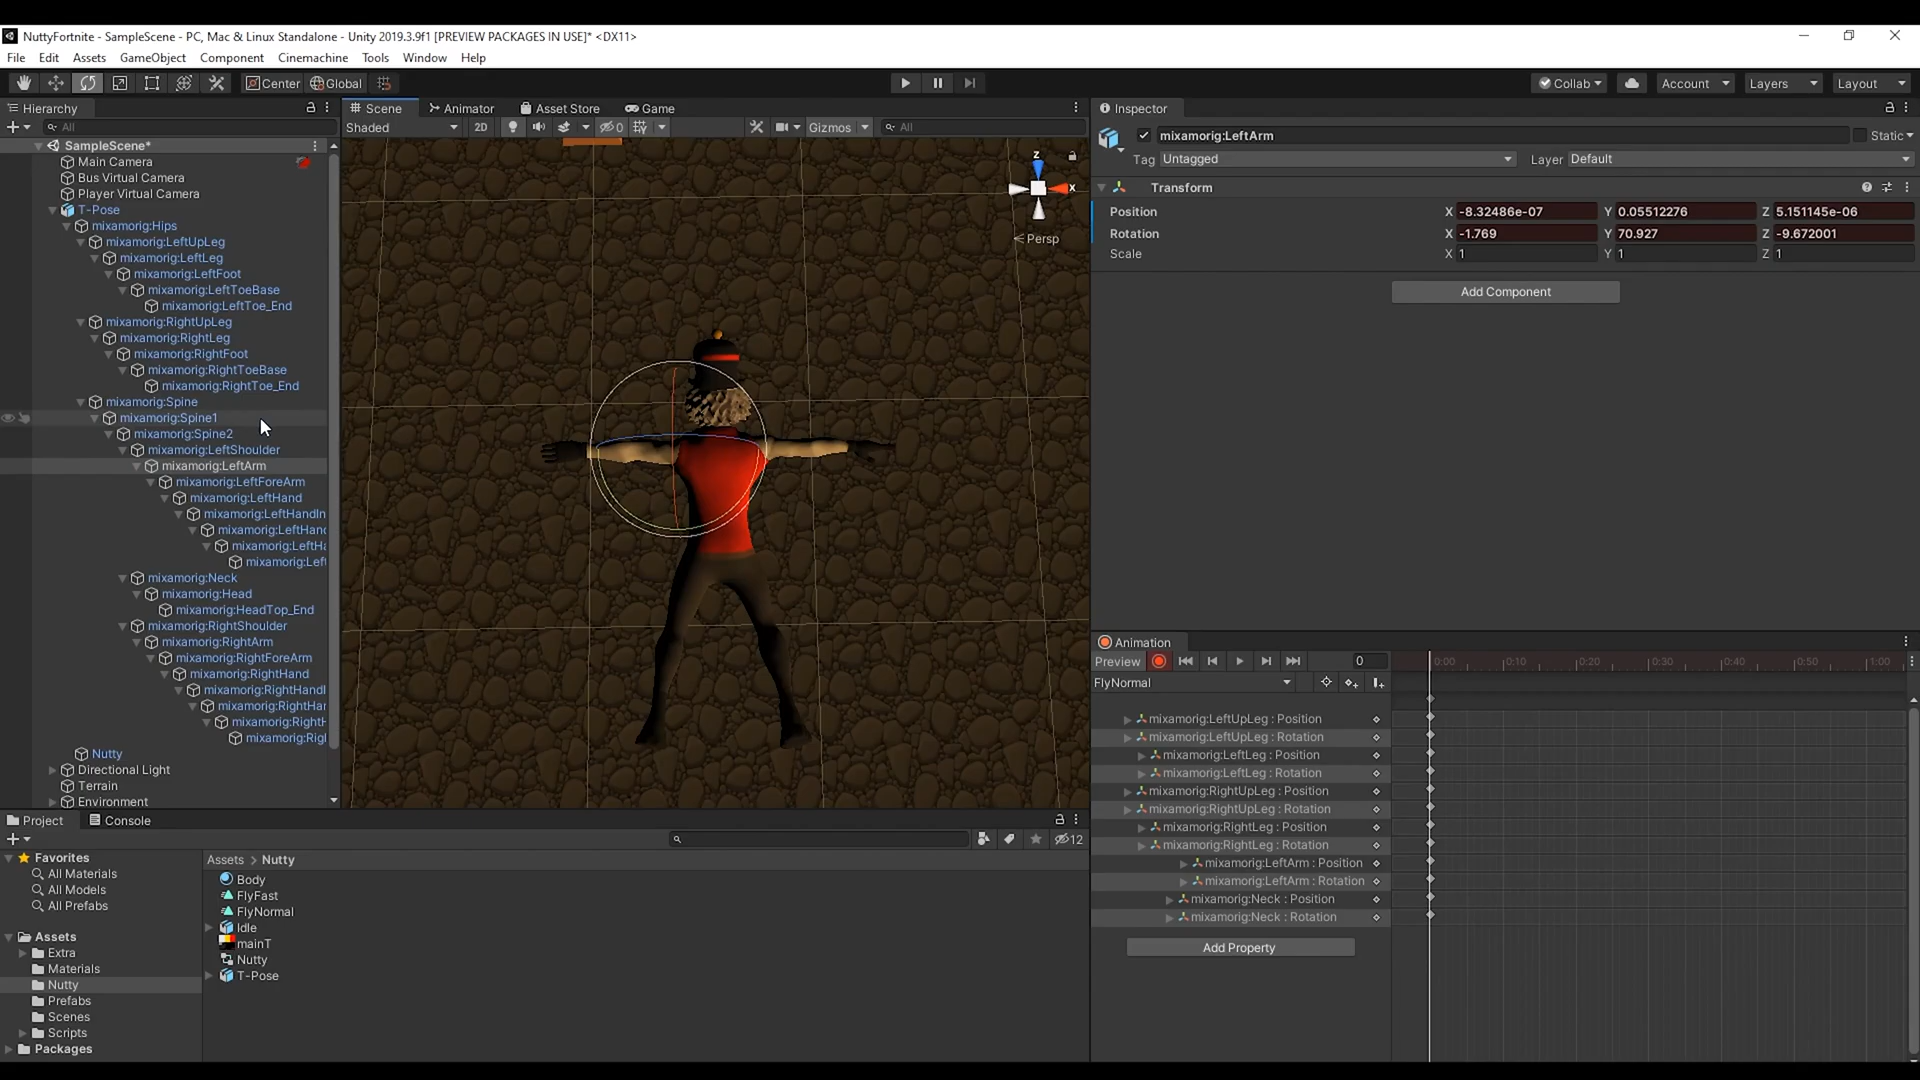 NuttyFortnite - SampleScene - PC, Mac & Linux Standalone - Unity 2019.3.9f1 [PREVIEW PACKAGES IN USE]* <DX11>
File Edit Assets GameObject Component Cinemachine Tools Window Help
Center Global Collab Account Layers Layout
Hierarchy
All
SampleScene*
Main Camera
Bus Virtual Camera
Player Virtual Camera
T-Pose
mixamorig:Hips
mixamorig:LeftUpLeg
mixamorig:LeftLeg
mixamorig:LeftFoot
mixamorig:LeftToeBase
mixamorig:LeftToe_End
mixamorig:RightUpLeg
mixamorig:RightLeg
mixamorig:RightFoot
mixamorig:RightToeBase
mixamorig:RightToe_End
mixamorig:Spine
mixamorig:Spine1
mixamorig:Spine2
mixamorig:LeftShoulder
mixamorig:LeftArm
mixamorig:LeftForeArm
mixamorig:LeftHand
mixamorig:LeftHandIn
mixamorig:LeftHand
mixamorig:LeftHa
mixamorig:Left
mixamorig:Neck
mixamorig:Head
mixamorig:HeadTop_End
mixamorig:RightShoulder
mixamorig:RightArm
mixamorig:RightForeArm
mixamorig:RightHand
mixamorig:RightHandI
mixamorig:RightHan
mixamorig:RightH
mixamorig:Rig
Nutty
Directional Light
Terrain
Environment
Scene Animator Asset Store Game
Shaded 2D 0 Gizmos All
z
x
Persp
Inspector
mixamorig:LeftArm Static
Tag Untagged Layer Default
Transform
Position X -8.32486e-07 Y 0.05512276 Z 5.151145e-06
Rotation X -1.769 Y 70.927 Z -9.672001
Scale X 1 Y 1 Z 1
Add Component
Animation
Preview 0 0:00 0:10 0:20 0:30 0:40 0:50 1:00
FlyNormal
mixamorig:LeftUpLeg : Position
mixamorig:LeftUpLeg : Rotation
mixamorig:LeftLeg : Position
mixamorig:LeftLeg : Rotation
mixamorig:RightUpLeg : Position
mixamorig:RightUpLeg : Rotation
mixamorig:RightLeg : Position
mixamorig:RightLeg : Rotation
mixamorig:LeftArm : Position
mixamorig:LeftArm : Rotation
mixamorig:Neck : Position
mixamorig:Neck : Rotation
Add Property
Project Console
12
Favorites
All Materials
All Models
All Prefabs
Assets
Extra
Materials
Nutty
Prefabs
Scenes
Scripts
Packages
Assets > Nutty
Body
FlyFast
FlyNormal
Idle
mainT
Nutty
T-Pose